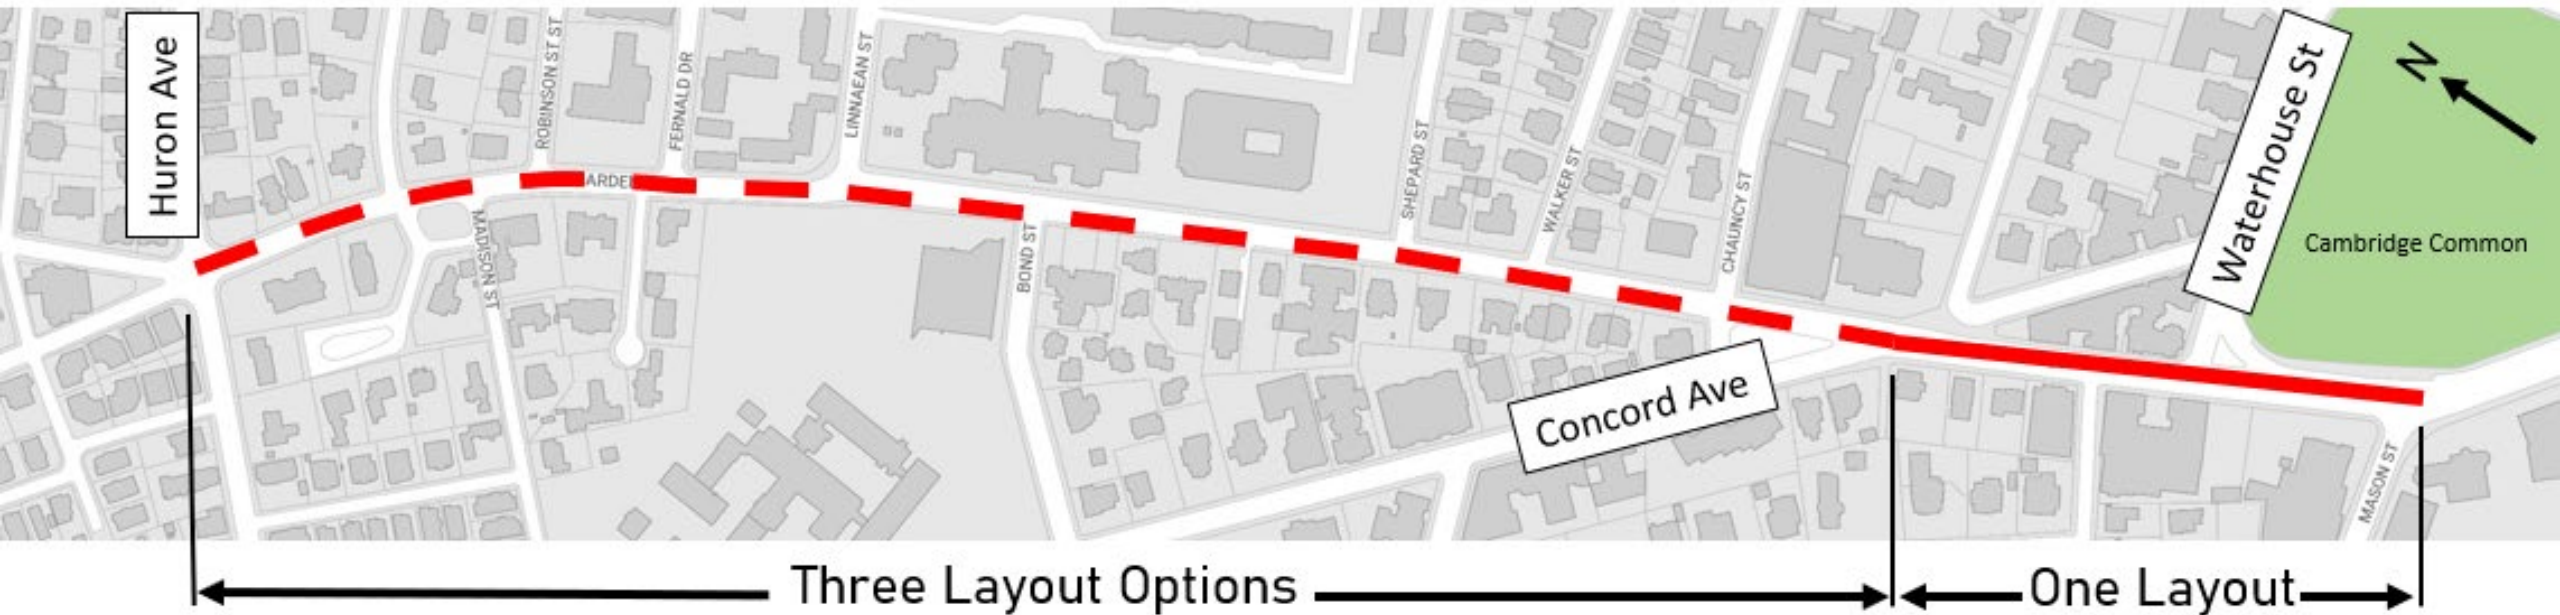 Huron Ave
ROBINSON ST ST
FERNALD DR
LINNAEAN ST
ARDE
MADISON ST
BOND ST
SHEPARD ST
WALKER ST
CHAUNCY ST
Concord Ave
Waterhouse St
N
Cambridge Common
MASON ST
Three Layout Options
One Layout